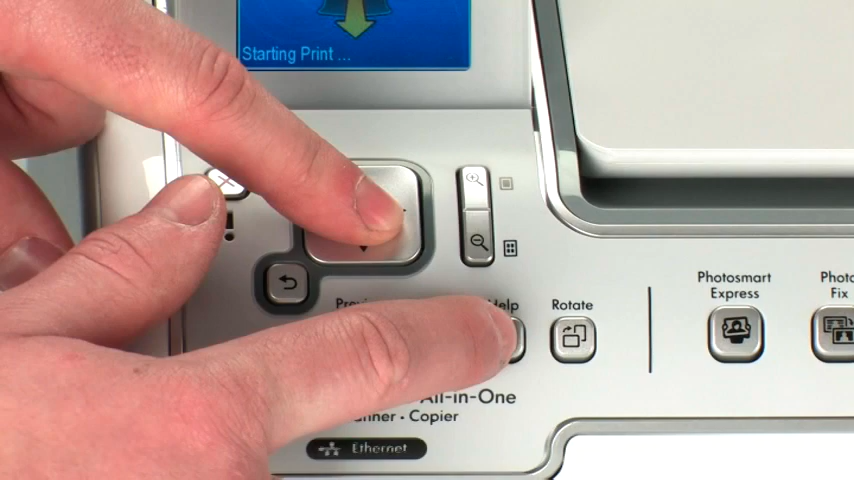 Starting Print ...
Help
Rotate
Photosmart
Express
Fix
All-in-One
Copier
Ethernet